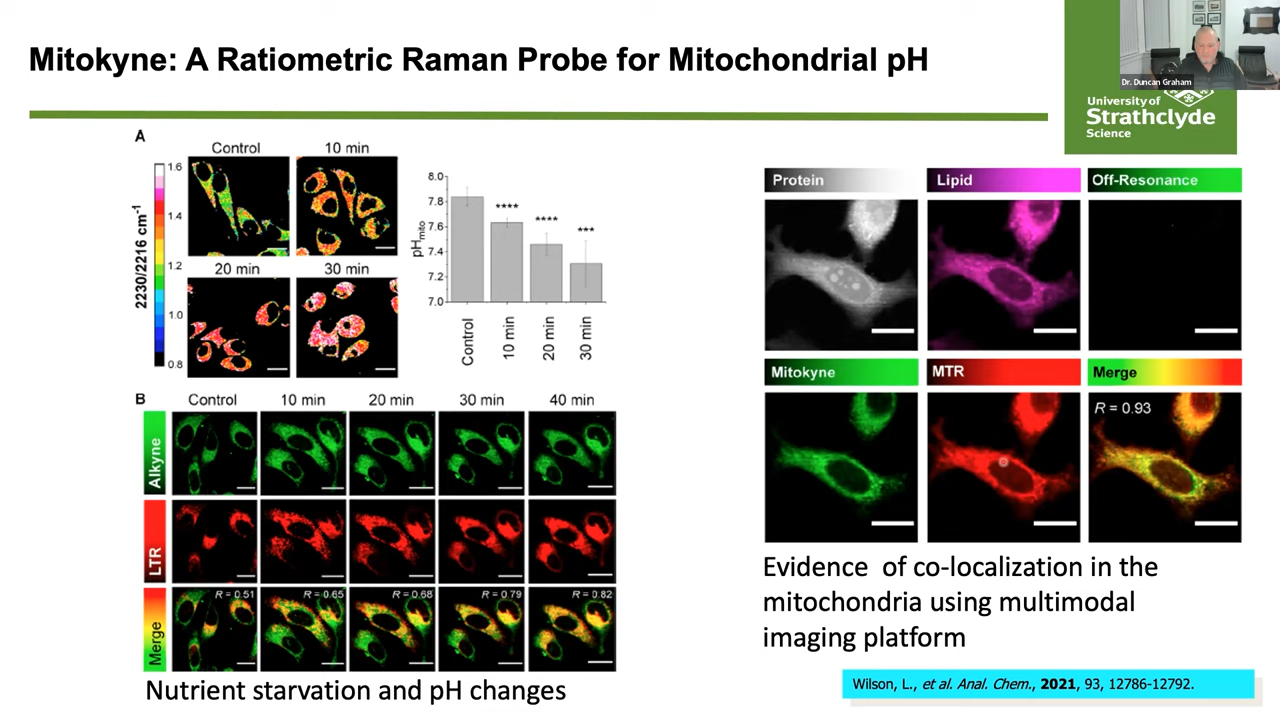 Mitokyne: A Ratiometric Raman Probe for Mitochondrial pH
Dr. Duncan Graham
University of
Strathclyde
Science
A
Control
10 min
20 min
30 min
2230/2216 cm⁻¹
1.6
1.4
1.2
1.0
0.8
pHmito
8.0
7.8
7.6
7.4
7.2
7.0
****
****
***
Control
10 min
20 min
30 min
B
Control
10 min
20 min
30 min
40 min
Alkyne
LTR
Merge
R = 0.51
R = 0.65
R = 0.68
R = 0.79
R = 0.82
Nutrient starvation and pH changes
Protein
Lipid
Off-Resonance
Mitokyne
MTR
Merge
R = 0.93
Evidence of co-localization in the
mitochondria using multimodal
imaging platform
Wilson, L., et al. Anal. Chem., 2021, 93, 12786-12792.